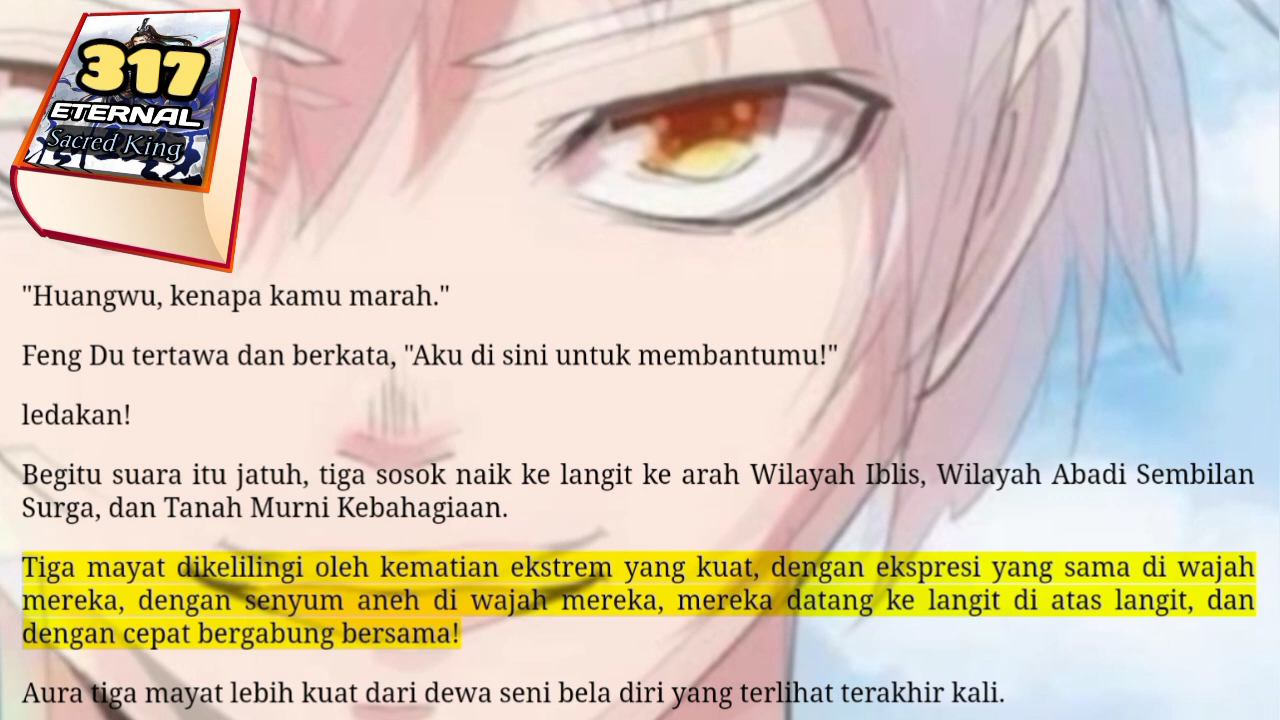 317
ETERNAL
Sacred King
"Huangwu, kenapa kamu marah."
Feng Du tertawa dan berkata, "Aku di sini untuk membantumu!"
ledakan!
Begitu suara itu jatuh, tiga sosok naik ke langit ke arah Wilayah Iblis, Wilayah Abadi Sembilan
Surga, dan Tanah Murni Kebahagiaan.
Tiga mayat dikelilingi oleh kematian ekstrem yang kuat, dengan ekspresi yang sama di wajah
mereka, dengan senyum aneh di wajah mereka, mereka datang ke langit di atas langit, dan
dengan cepat bergabung bersama!
Aura tiga mayat lebih kuat dari dewa seni bela diri yang terlihat terakhir kali.